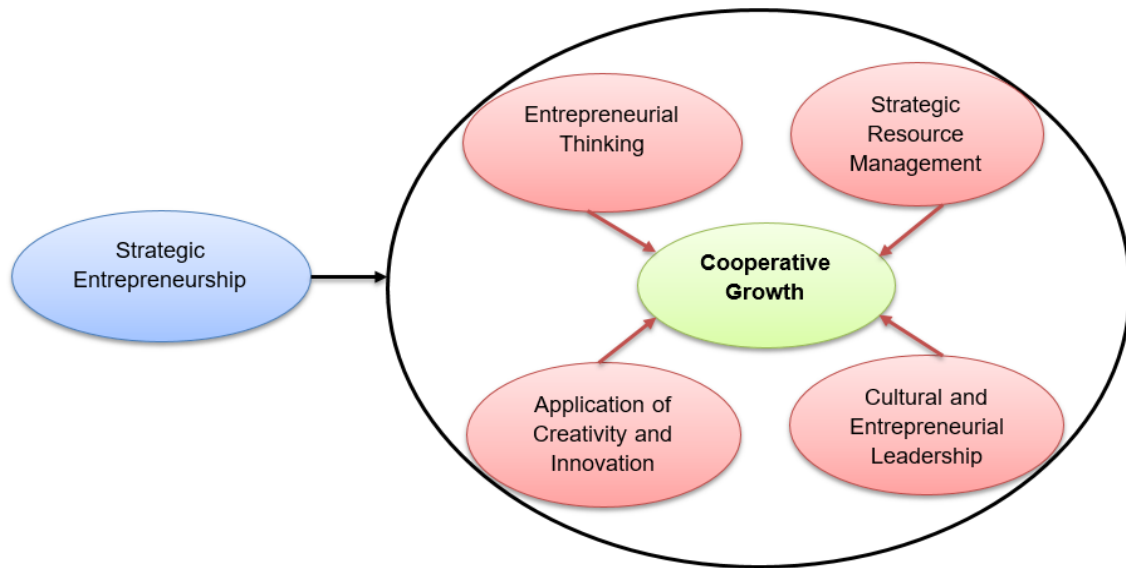 Strategic
Entrepreneurship
Entrepreneurial
Thinking
Strategic
Resource
Management
Cooperative
Growth
Application of
Creativity and
Innovation
Cultural and
Entrepreneurial
Leadership